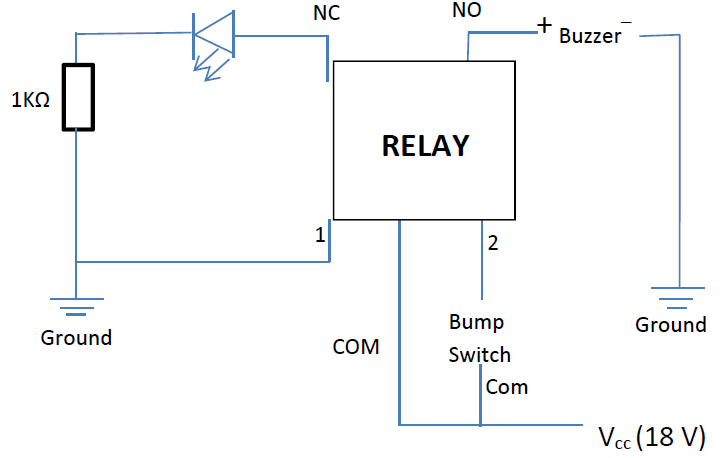 NC
NO
+ Buzzer –
1KΩ
RELAY
1
2
Ground
COM
Bump
Switch
Com
Ground
Vcc (18 V)